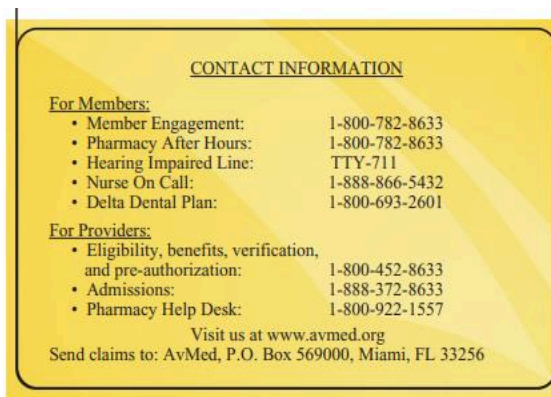 CONTACT INFORMATION
For Members:
• Member Engagement: 1-800-782-8633
• Pharmacy After Hours: 1-800-782-8633
• Hearing Impaired Line: TTY-711
• Nurse On Call: 1-888-866-5432
• Delta Dental Plan: 1-800-693-2601
For Providers:
• Eligibility, benefits, verification,
and pre-authorization: 1-800-452-8633
• Admissions: 1-888-372-8633
• Pharmacy Help Desk: 1-800-922-1557
Visit us at www.avmed.org
Send claims to: AvMed, P.O. Box 569000, Miami, FL 33256